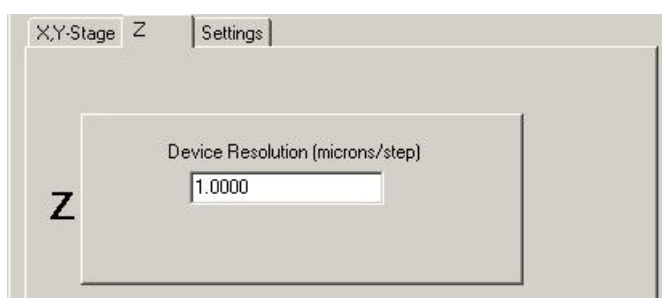 X,Y-Stage Z Settings
Device Resolution (microns/step)
1.0000
Z